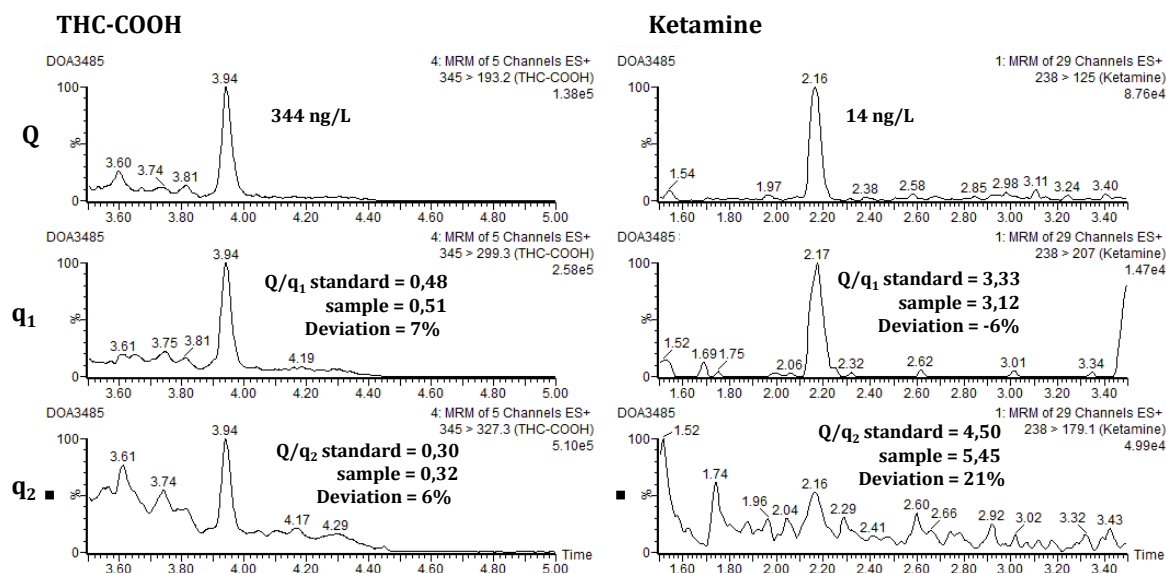 THC-COOH
Ketamine
DOA3485
4: MRM of 5 Channels ES+
345 > 193.2 (THC-COOH)
1.38e5
Q
100
%
0
3.94
344 ng/L
3.60
3.74
3.81
3.60 3.80 4.00 4.20 4.40 4.60 4.80 5.00
DOA3485
1: MRM of 29 Channels ES+
238 > 125 (Ketamine)
8.76e4
100
%
0
2.16
14 ng/L
1.54
1.97
2.38
2.58
2.85
2.98
3.11
3.24
3.40
1.60 1.80 2.00 2.20 2.40 2.60 2.80 3.00 3.20 3.40
DOA3485
4: MRM of 5 Channels ES+
345 > 299.3 (THC-COOH)
2.58e5
q1
100
%
0
3.94
Q/q1 standard = 0,48
sample = 0,51
Deviation = 7%
3.61
3.75
3.81
4.19
3.60 3.80 4.00 4.20 4.40 4.60 4.80 5.00
DOA3485
1: MRM of 29 Channels ES+
238 > 207 (Ketamine)
1.47e4
100
%
0
2.17
Q/q1 standard = 3,33
sample = 3,12
Deviation = -6%
1.52
1.69
1.75
2.06
2.32
2.62
3.01
3.34
1.60 1.80 2.00 2.20 2.40 2.60 2.80 3.00 3.20 3.40
DOA3485
4: MRM of 5 Channels ES+
345 > 327.3 (THC-COOH)
5.10e5
q2
100
%
0
3.94
Q/q2 standard = 0,30
sample = 0,32
Deviation = 6%
3.61
3.74
4.17
4.29
Time
3.60 3.80 4.00 4.20 4.40 4.60 4.80 5.00
DOA3485
1: MRM of 29 Channels ES+
238 > 179.1 (Ketamine)
4.99e4
100
%
0
Q/q2 standard = 4,50
sample = 5,45
Deviation = 21%
1.52
1.74
1.96
2.04
2.16
2.29
2.41
2.60
2.66
2.92
3.02
3.32
3.43
Time
1.60 1.80 2.00 2.20 2.40 2.60 2.80 3.00 3.20 3.40